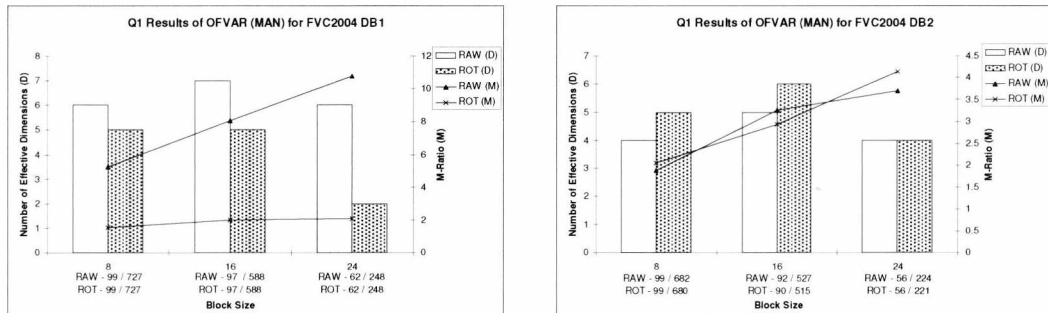 Q1 Results of OFVAR (MAN) for FVC2004 DB1
Number of Effective Dimensions (D)
8
7
6
5
4
3
2
1
0
12
10
8
6
4
2
0
M-Ratio (M)
RAW (D)
ROT (D)
RAW (M)
ROT (M)
8 16 24
RAW - 99 / 727 RAW - 97 / 588 RAW - 62 / 248
ROT - 99 / 727 ROT - 97 / 588 ROT - 62 / 248
Block Size
Q1 Results of OFVAR (MAN) for FVC2004 DB2
Number of Effective Dimensions (D)
7
6
5
4
3
2
1
0
4.5
4
3.5
3
2.5
2
1.5
1
0.5
0
M-Ratio (M)
RAW (D)
ROT (D)
RAW (M)
ROT (M)
8 16 24
RAW - 99 / 682 RAW - 92 / 527 RAW - 56 / 224
ROT - 99 / 680 ROT - 90 / 515 ROT - 56 / 221
Block Size